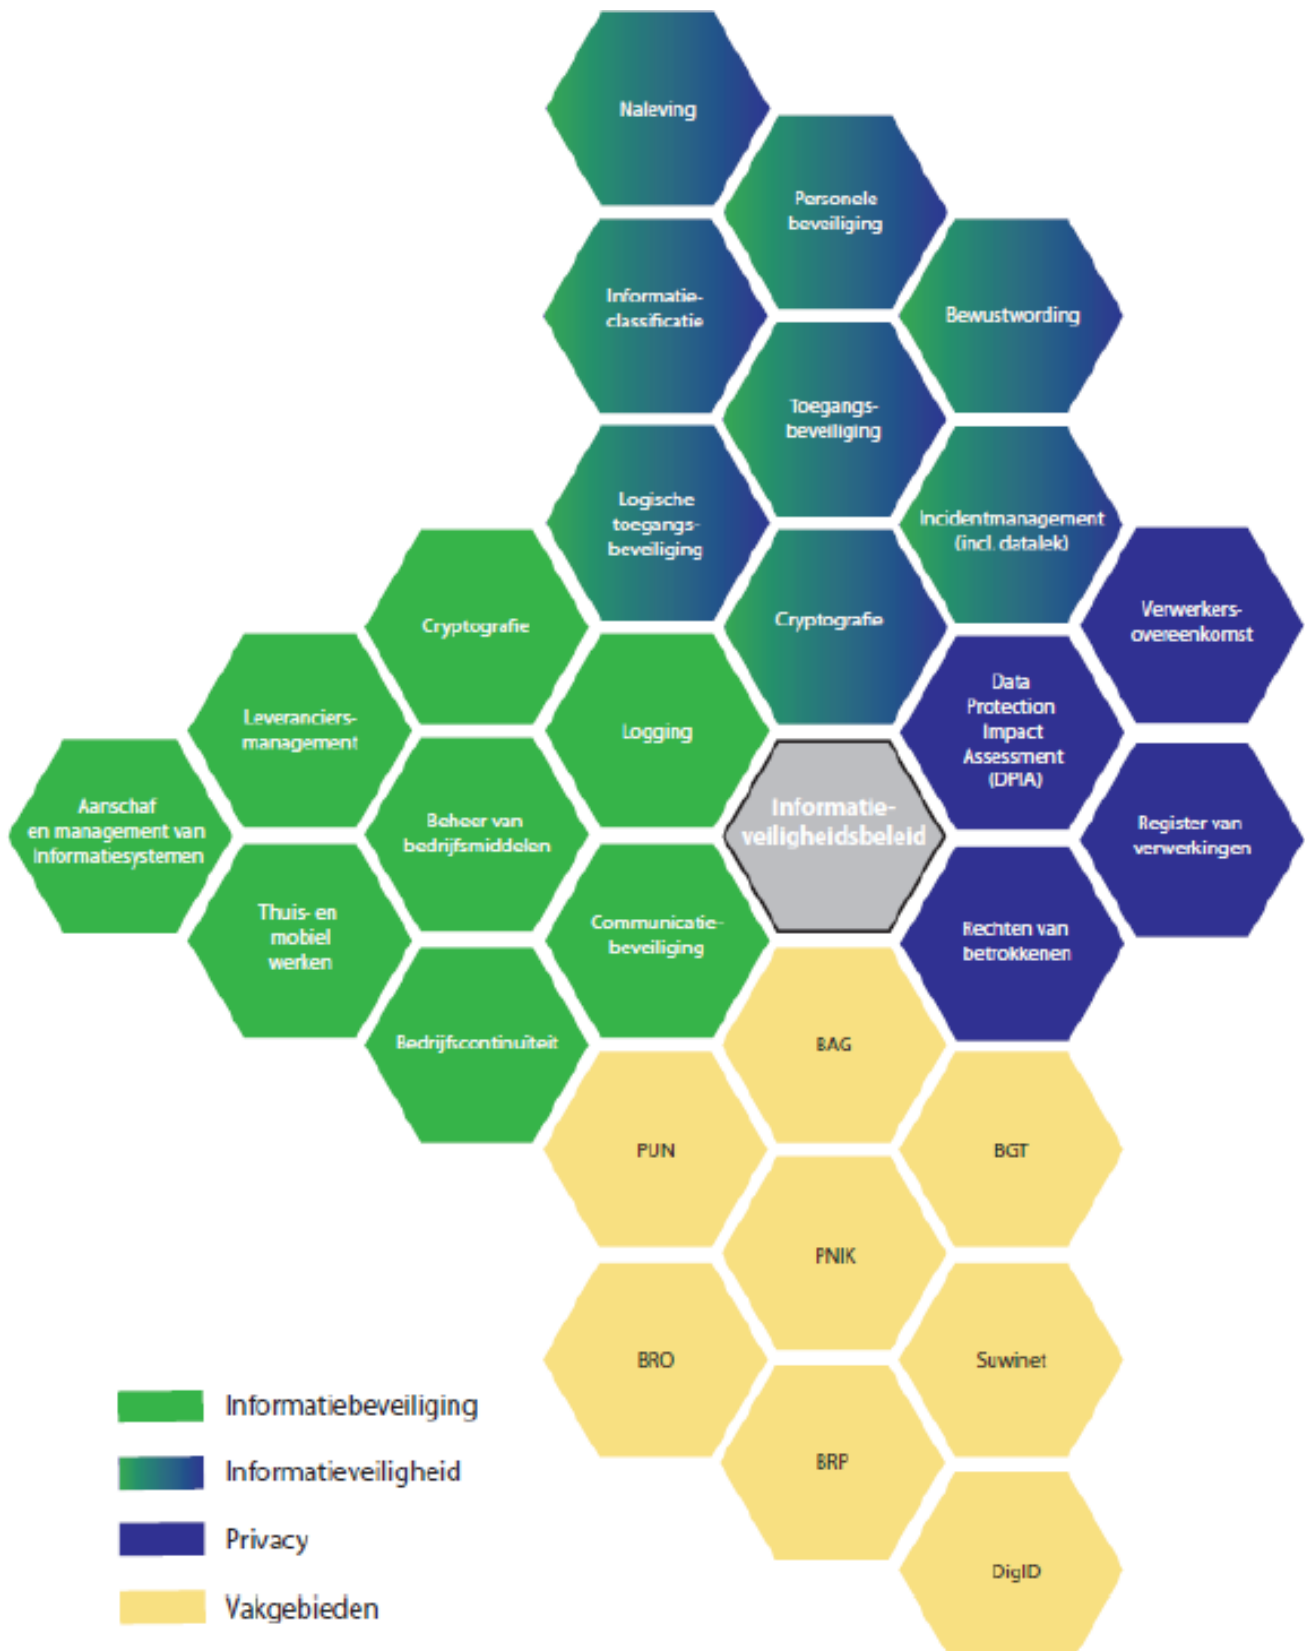 Naleving
Personele
beveiliging
Informatie-
classificatie
Bewustwording
Toegangs-
beveiliging
Logische
toegangs-
beveiliging
Incidentmanagement
(incl. datalek)
Cryptografie
Cryptografie
Verwerkers-
overeenkomst
Leveranciers-
management
Logging
Data
Protection
Impact
Assessment
(DPIA)
Aanschaf
en management van
Informatiesystemen
Beheer van
bedrijfsmiddelen
Informatie-
veiligheidsbeleid
Register van
verwerkingen
Thuis- en
mobiel
werken
Communicatie-
beveiliging
Rechten van
betrokkenen
Bedrijfscontinuïteit
BAG
PUN
BGT
PNIK
BRO
Suwinet
BRP
DigiD
Informatiebeveiliging
Informatieveiligheid
Privacy
Vakgebieden